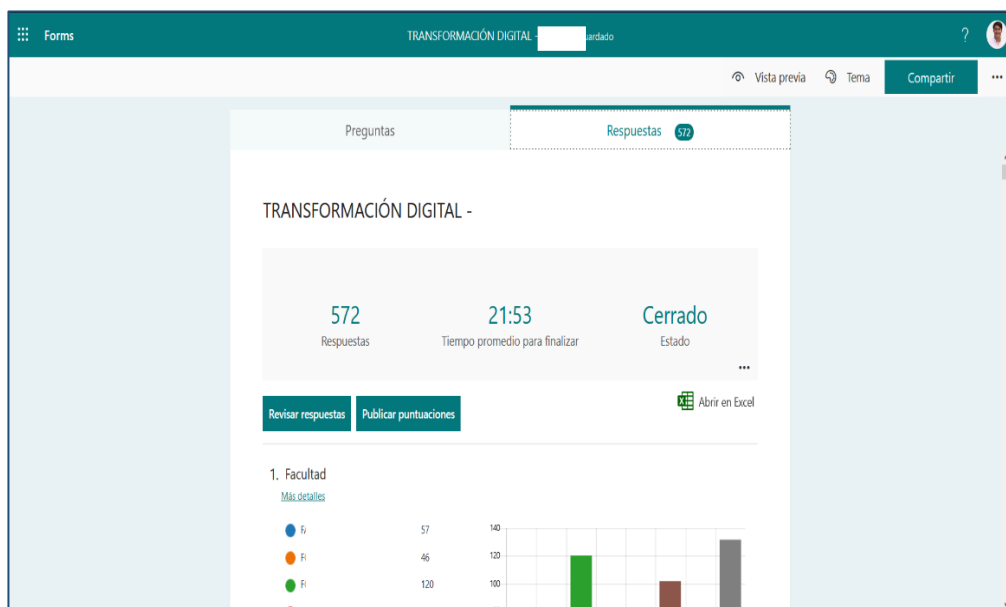 Forms
TRANSFORMACIÓN DIGITAL -
?
Vista previa
Tema
Compartir
Preguntas
Respuestas 572
TRANSFORMACIÓN DIGITAL -
572
Respuestas
21:53
Tiempo promedio para finalizar
Cerrado
Estado
Revisar respuestas
Publicar puntuaciones
Abrir en Excel
1. Facultad
Más detalles
57
46
120
140
120
100